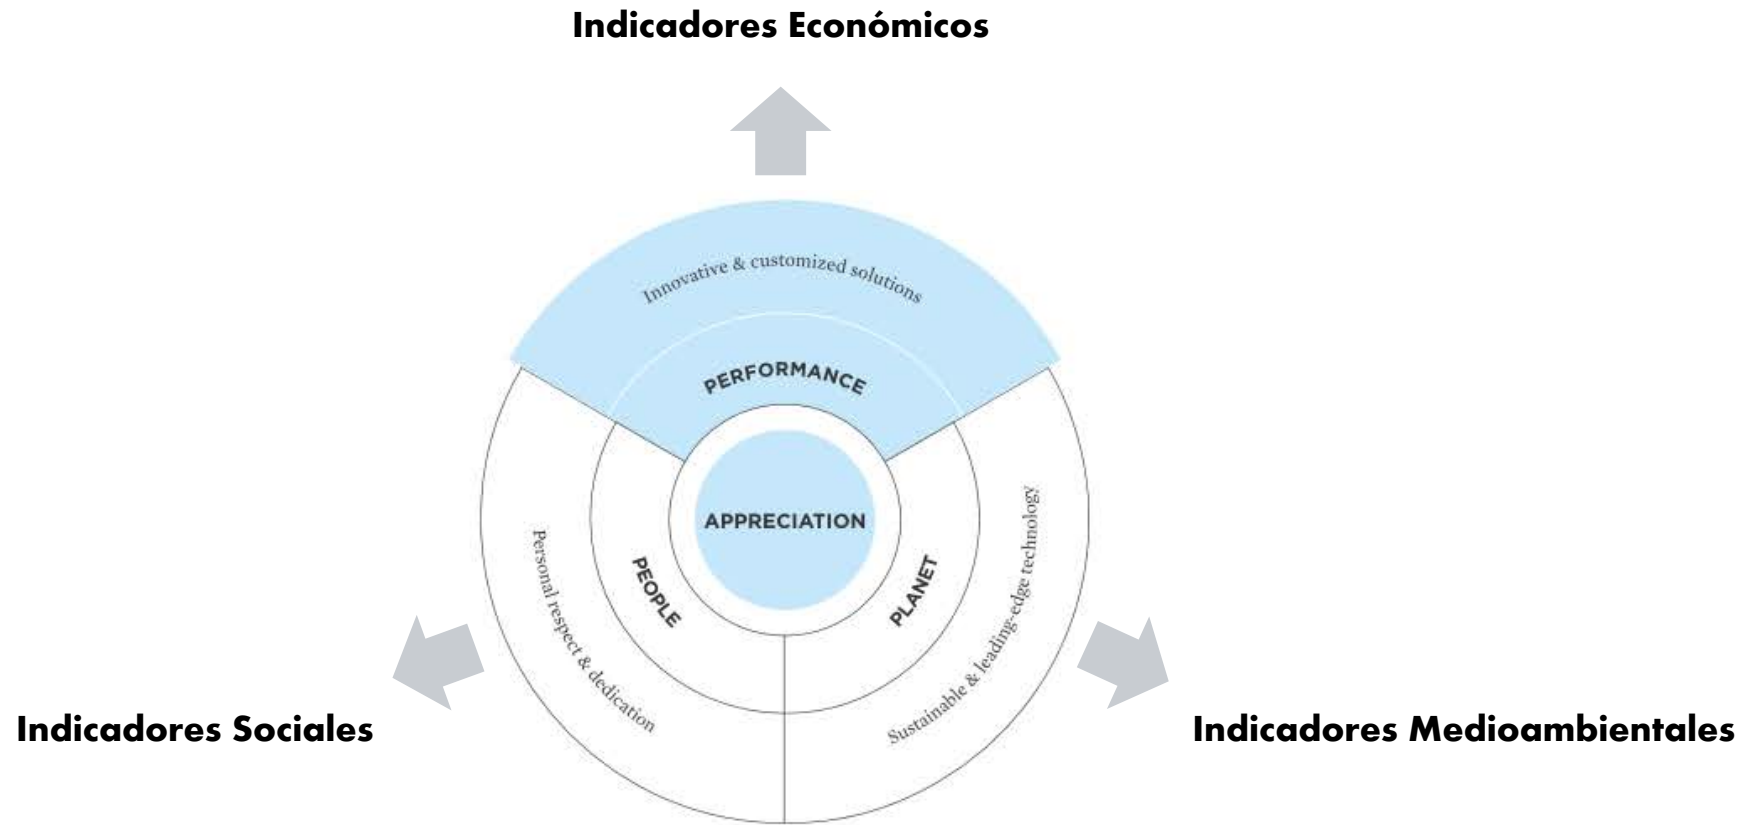 Indicadores Económicos
Innovative & customized solutions
PERFORMANCE
APPRECIATION
PEOPLE
PLANET
Personal respect & dedication
Sustainable & leading-edge technology
Indicadores Sociales
Indicadores Medioambientales